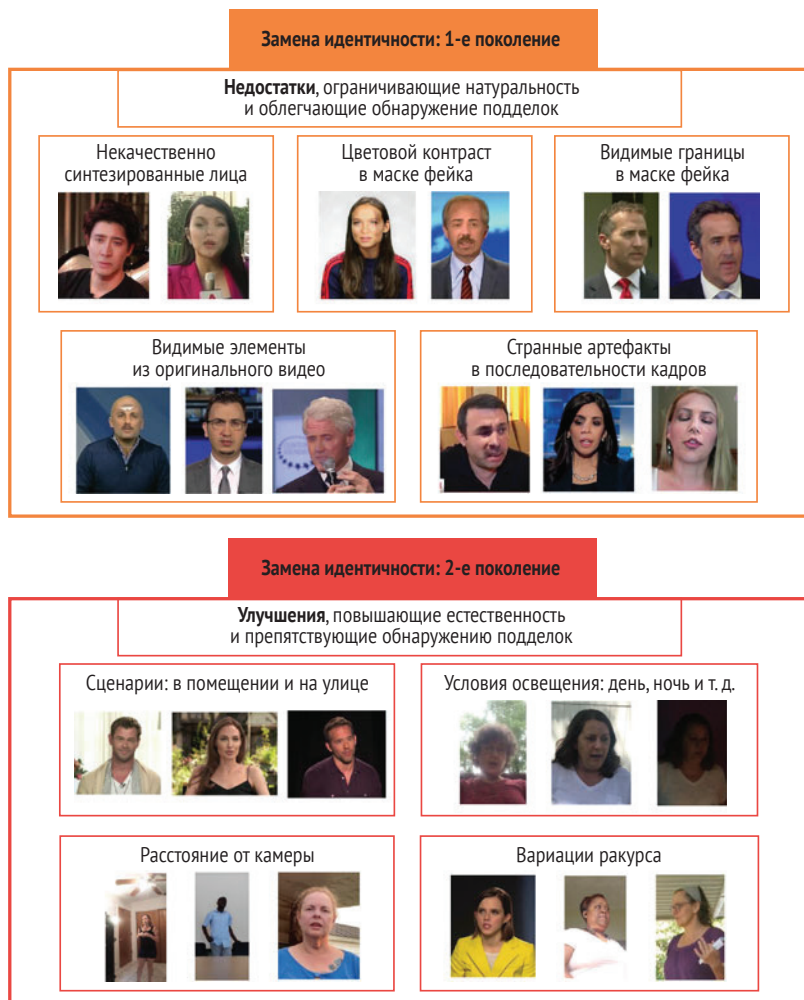 Замена идентичности: 1-е поколение
Недостатки, ограничивающие натуральность
и облегчающие обнаружение подделок
Некачественно
синтезированные лица
Цветовой контраст
в маске фейка
Видимые границы
в маске фейка
Видимые элементы
из оригинального видео
Странные артефакты
в последовательности кадров
Замена идентичности: 2-е поколение
Улучшения, повышающие естественность
и препятствующие обнаружению подделок
Сценарии: в помещении и на улице
Условия освещения: день, ночь и т. д.
Расстояние от камеры
Вариации ракурса